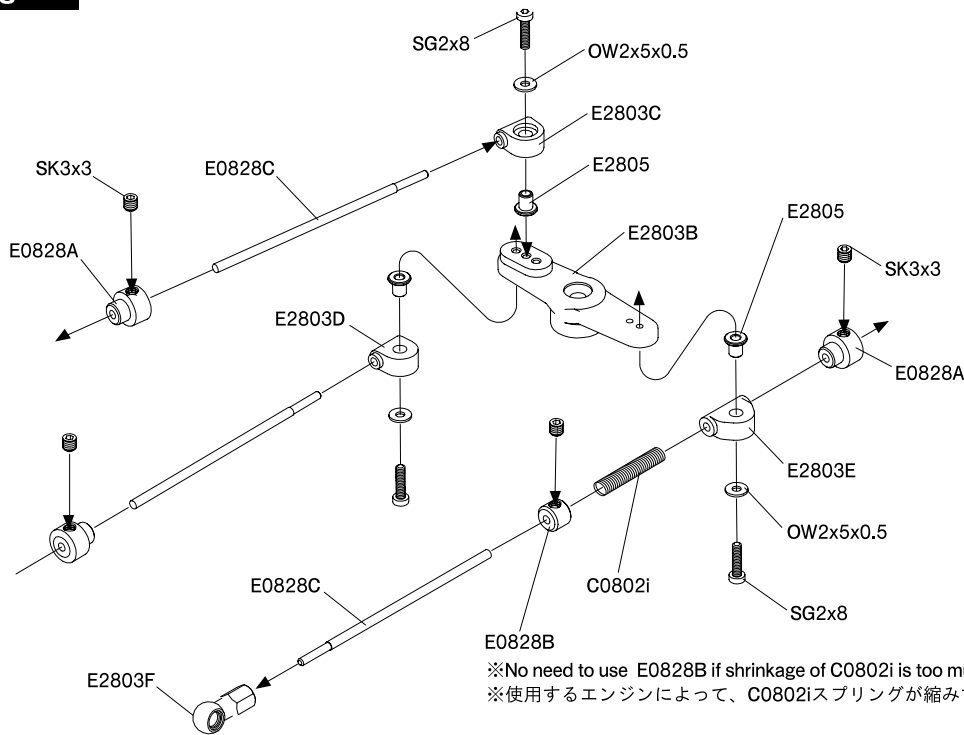 SG2x8
OW2x5x0.5
E2803C
SK3x3
E0828C
E2805
E2805
E0828A
E2803B
SK3x3
E2803D
E0828A
E2803E
OW2x5x0.5
E0828C
C0802i
SG2x8
E0828B
E2803F
※No need to use E0828B if shrinkage of C0802i is too
※使用するエンジンによって、C0802iスプリングが縮み